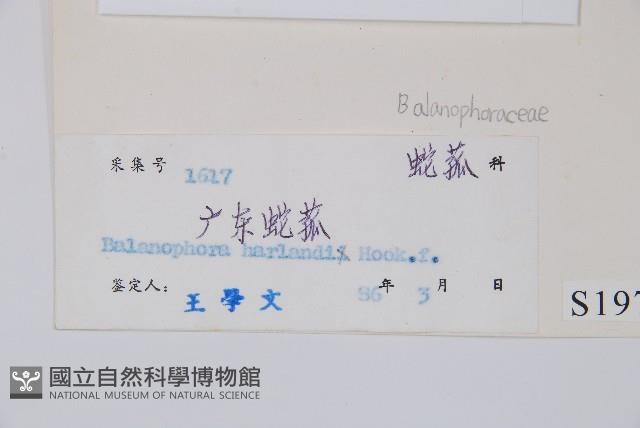 Balanophoraceae
采集号 1617 蛇菰 科
广东蛇菰
Balanophora harlandii Hook.f.
鉴定人: 王學文 86 年 3 月 日
S197
國立自然科學博物館
NATIONAL MUSEUM OF NATURAL SCIENCE